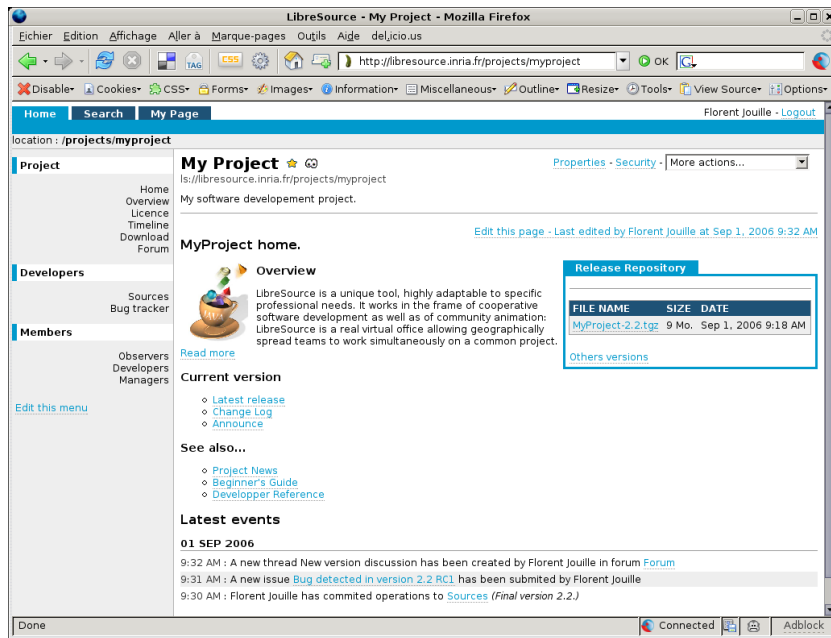 LibreSource - My Project - Mozilla Firefox
Fichier Edition Affichage Aller à Marque-pages Outils Aide del.icio.us
TAG CSS http://libresource.inria.fr/projects/myproject OK G
Disable Cookies CSS Forms Images Information Miscellaneous Outline Resize Tools View Source Options
Home Search My Page Florent Jouille - Logout
location : /projects/myproject
Project
Home
Overview
Licence
Timeline
Download
Forum
Developers
Sources
Bug tracker
Members
Observers
Developers
Managers
Edit this menu
My Project
Properties - Security - More actions...
ls://libresource.inria.fr/projects/myproject
My software developement project.
Edit this page - Last edited by Florent Jouille at Sep 1, 2006 9:32 AM
MyProject home.
Overview
LibreSource is a unique tool, highly adaptable to specific
professional needs. It works in the frame of cooperative
software development as well as of community animation:
LibreSource is a real virtual office allowing geographically
spread teams to work simultaneously on a common project.
Read more
Release Repository
FILE NAME SIZE DATE
MyProject-2.2.tgz 9 Mo. Sep 1, 2006 9:18 AM
Others versions
Current version
Latest release
Change Log
Announce
See also...
Project News
Beginner's Guide
Developper Reference
Latest events
01 SEP 2006
9:32 AM : A new thread New version discussion has been created by Florent Jouille in forum Forum
9:31 AM : A new issue Bug detected in version 2.2 RC1 has been submited by Florent Jouille
9:30 AM : Florent Jouille has commited operations to Sources (Final version 2.2.)
Done Connected Adblock